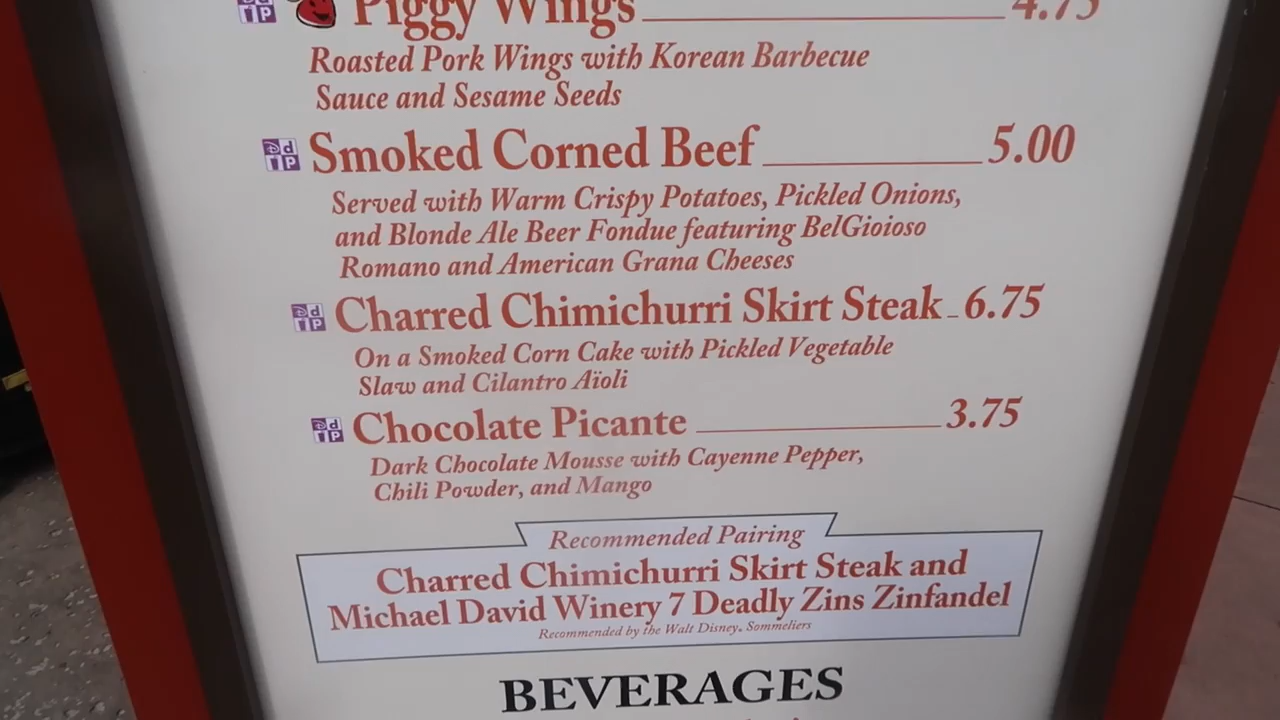 Piggy Wings 4.75
Roasted Pork Wings with Korean Barbecue
Sauce and Sesame Seeds
Smoked Corned Beef 5.00
Served with Warm Crispy Potatoes, Pickled Onions,
and Blonde Ale Beer Fondue featuring BelGioioso
Romano and American Grana Cheeses
Charred Chimichurri Skirt Steak 6.75
On a Smoked Corn Cake with Pickled Vegetable
Slaw and Cilantro Aïoli
Chocolate Picante 3.75
Dark Chocolate Mousse with Cayenne Pepper,
Chili Powder, and Mango
Recommended Pairing
Charred Chimichurri Skirt Steak and
Michael David Winery 7 Deadly Zins Zinfandel
Recommended by the Walt Disney® Sommeliers
BEVERAGES